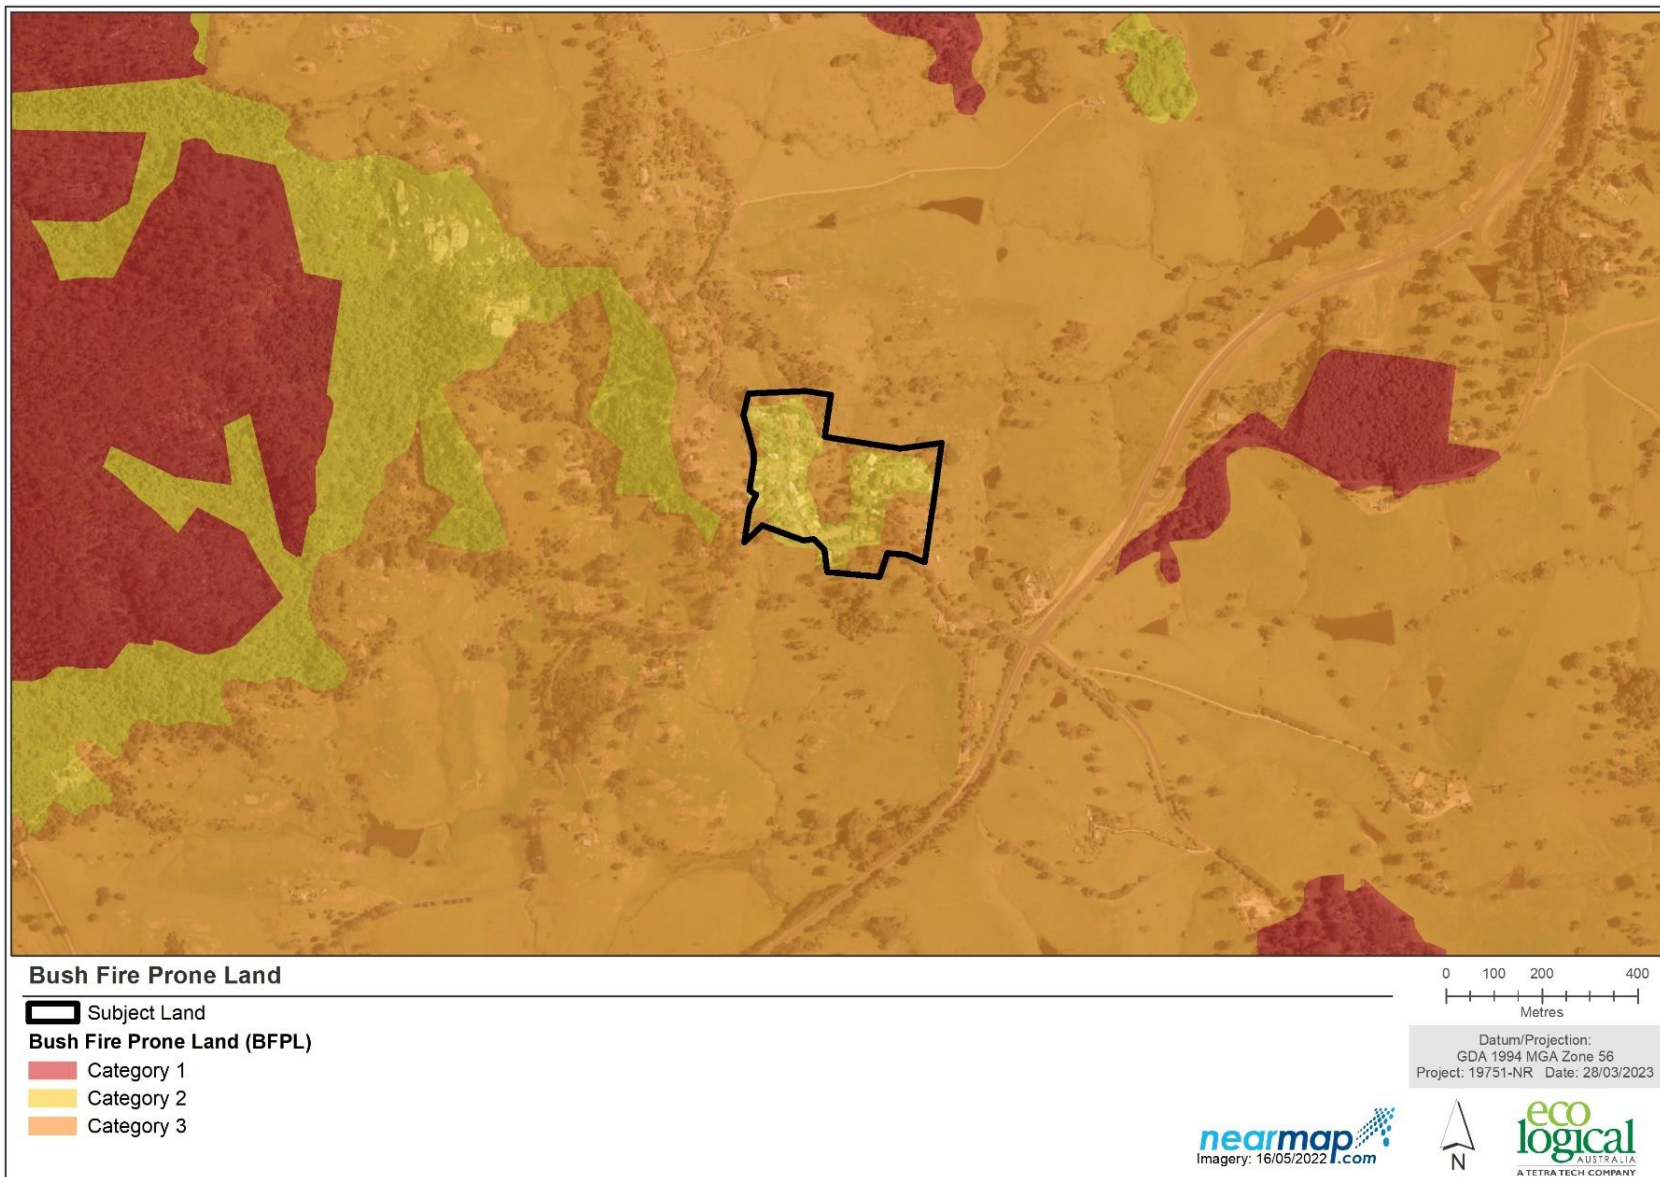 Bush Fire Prone Land
Subject Land
Bush Fire Prone Land (BFPL)
Category 1
Category 2
Category 3
0 100 200 400
Metres
Datum/Projection:
GDA 1994 MGA Zone 56
Project: 19751-NR Date: 28/03/2023
nearmap.com
Imagery: 16/05/2022
N
eco
logical
AUSTRALIA
A TETRA TECH COMPANY